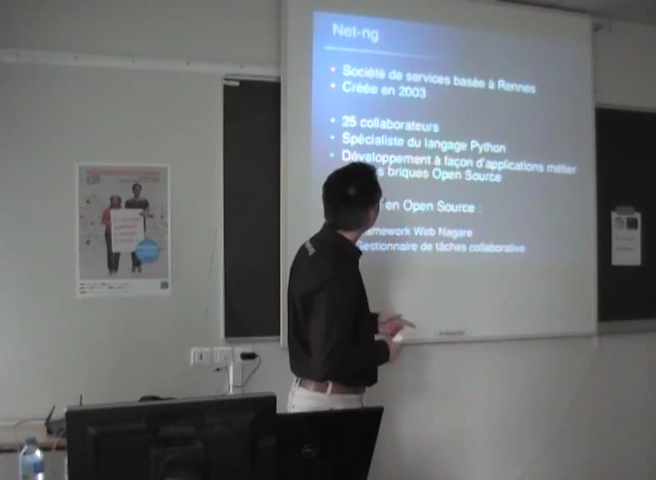 Net-ng
Société de services basée à Rennes
Créée en 2003
25 collaborateurs
Spécialiste du langage Python
Développement à façon d'applications métier
briques Open Source
en Open Source :
Framework Web Nagare
Gestionnaire de tâches collaborative